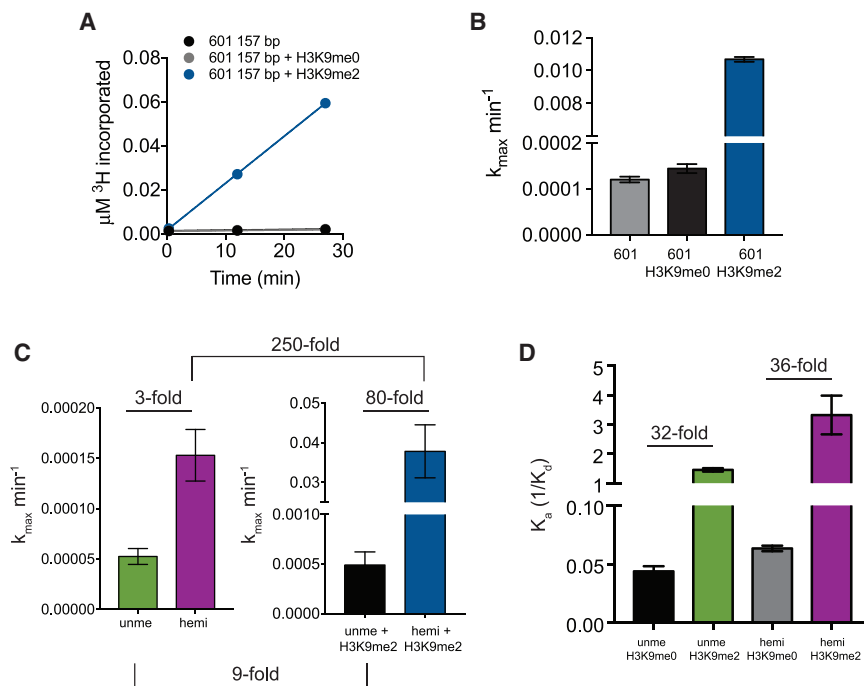 A
601 157 bp
601 157 bp + H3K9me0
601 157 bp + H3K9me2
0.08
0.06
0.04
0.02
0.00
µM ³H incorporated
0
10
20
30
Time (min)
B
0.012
0.010
0.008
0.0002
0.0001
0.0000
kmax min⁻¹
601
601
H3K9me0
601
H3K9me2
C
250-fold
3-fold
0.00020
0.00015
0.00010
0.00005
0.00000
kmax min⁻¹
unme
hemi
80-fold
0.05
0.04
0.03
0.0010
0.0005
0.0000
kmax min⁻¹
unme +
H3K9me2
hemi +
H3K9me2
9-fold
D
36-fold
32-fold
5
4
3
2
1
0.10
0.05
0.00
Ka (1/Kd)
unme
H3K9me0
unme
H3K9me2
hemi
H3K9me0
hemi
H3K9me2